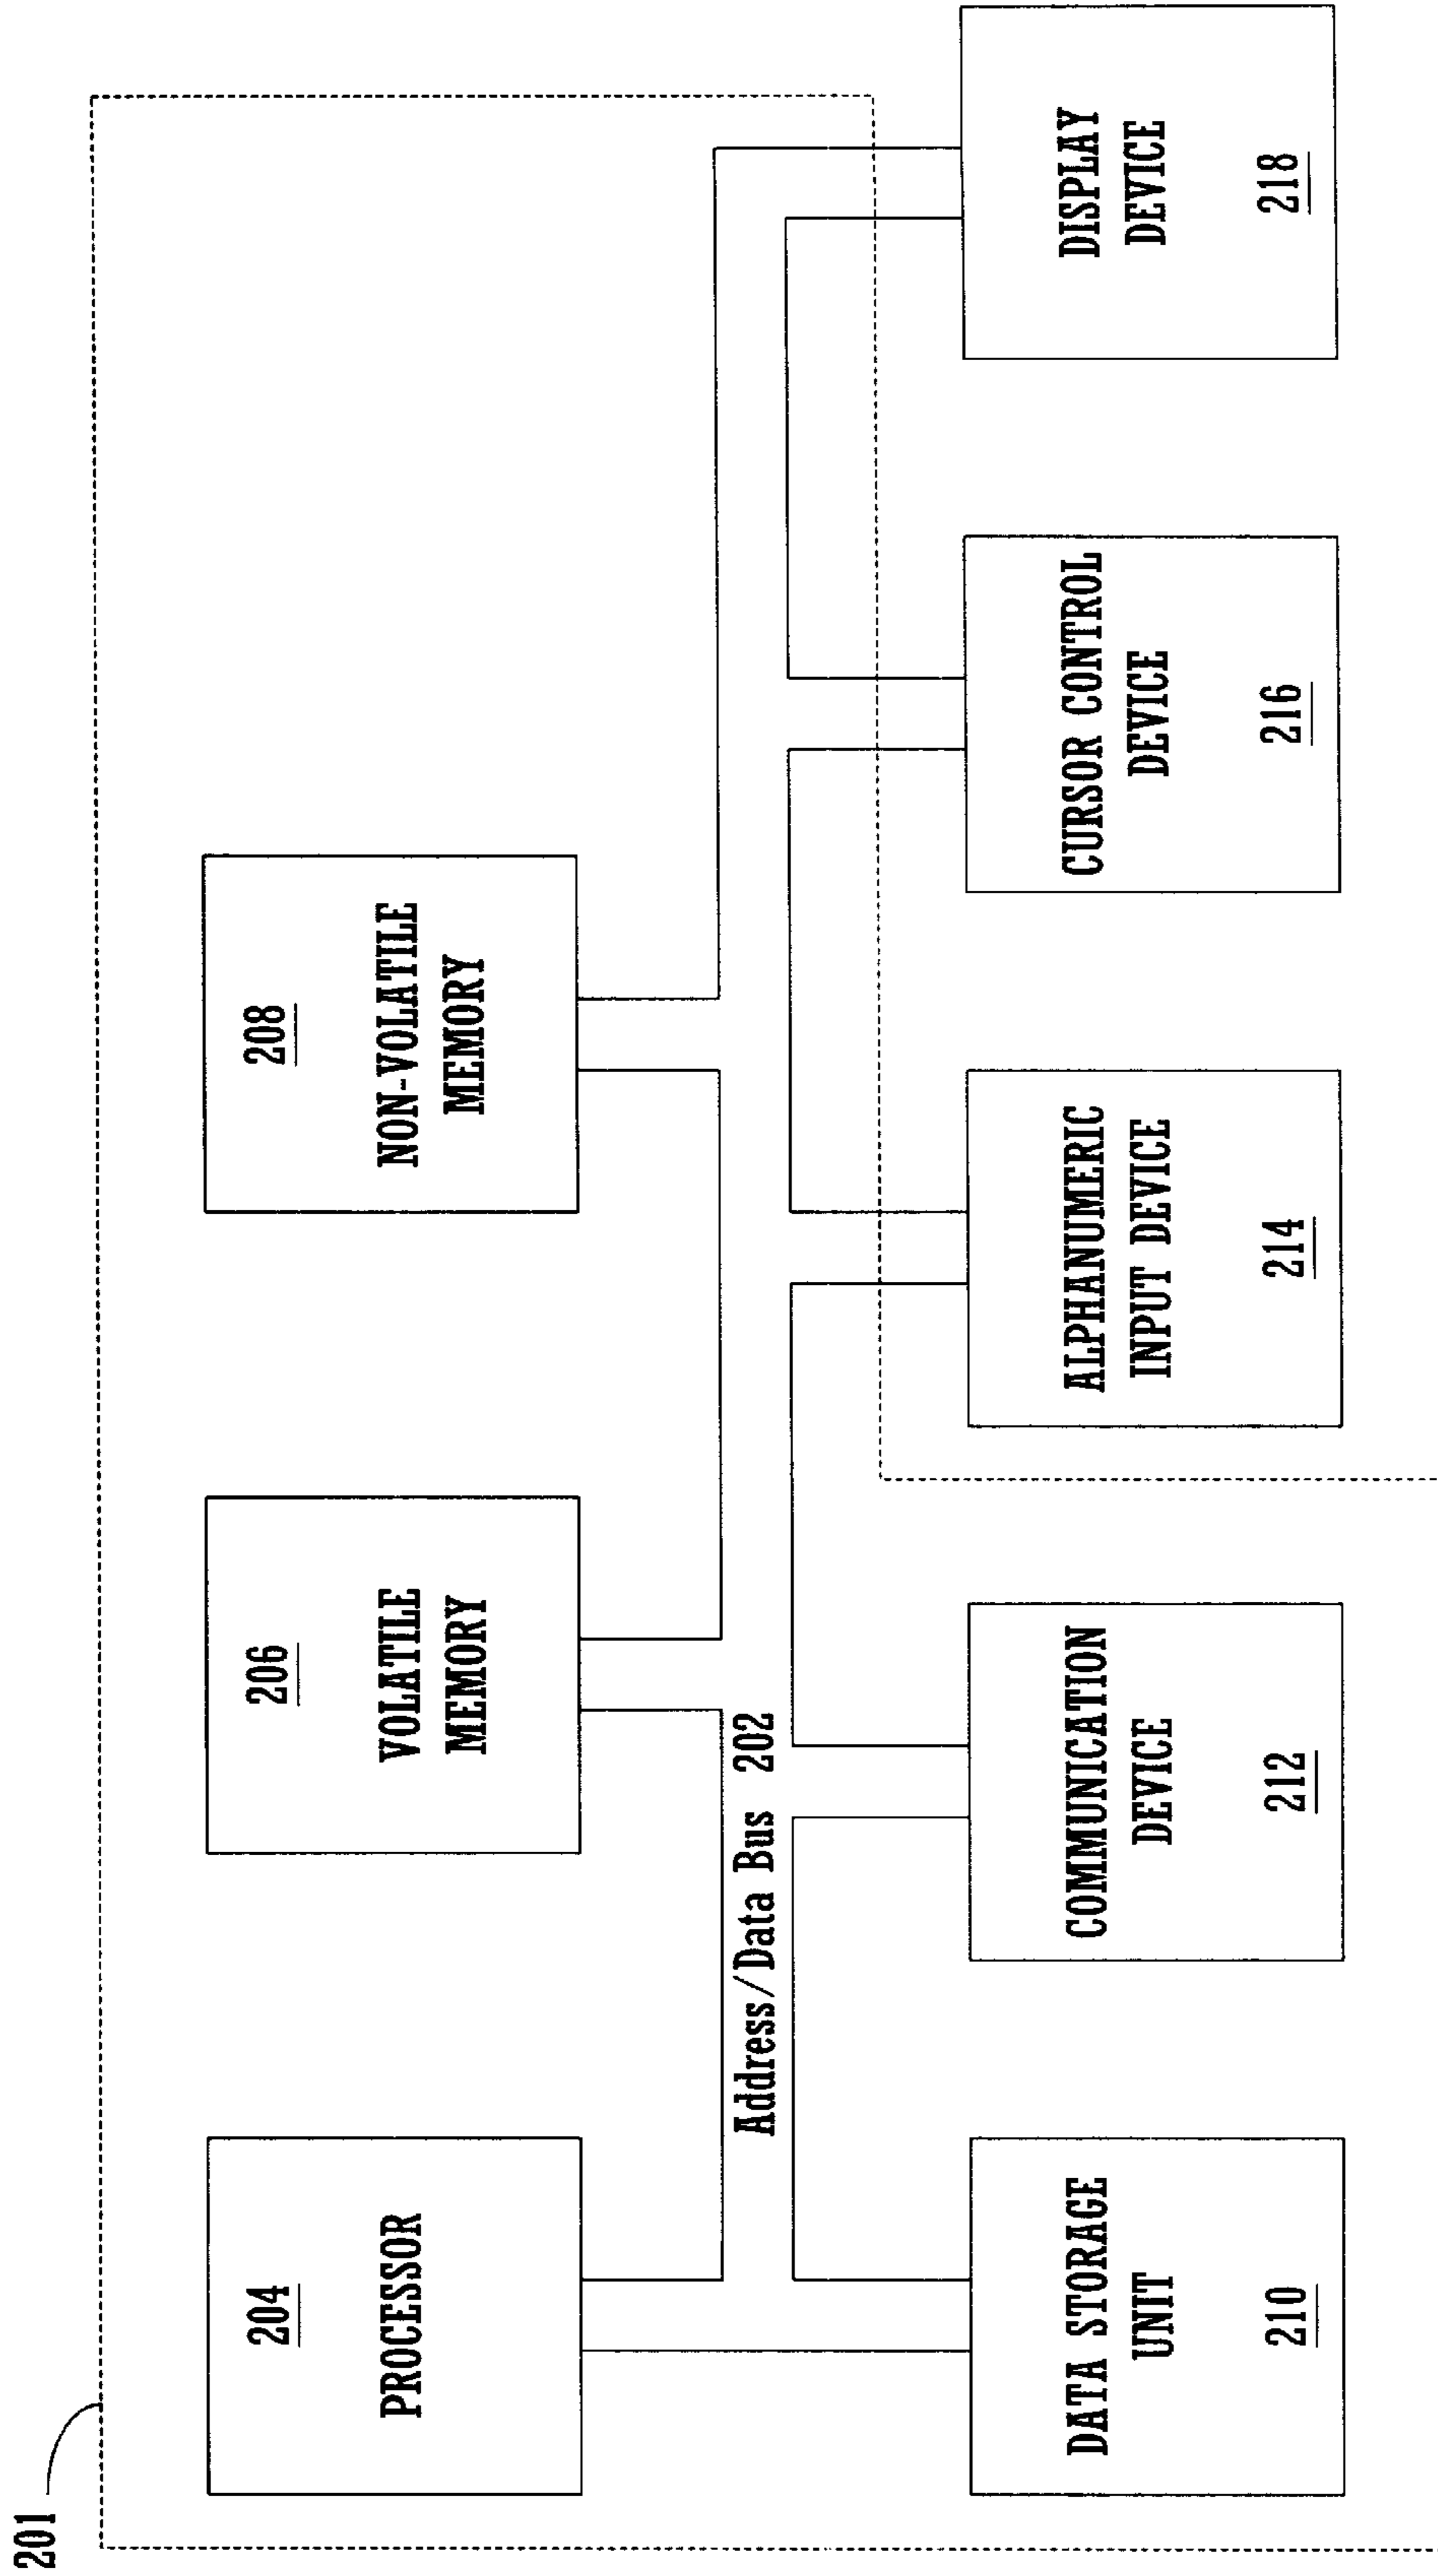 201
204
PROCESSOR
206
VOLATILE
MEMORY
208
NON-VOLATILE
MEMORY
Address/Data Bus 202
DATA STORAGE
UNIT
210
COMMUNICATION
DEVICE
212
ALPHANUMERIC
INPUT DEVICE
214
CURSOR CONTROL
DEVICE
216
DISPLAY
DEVICE
218